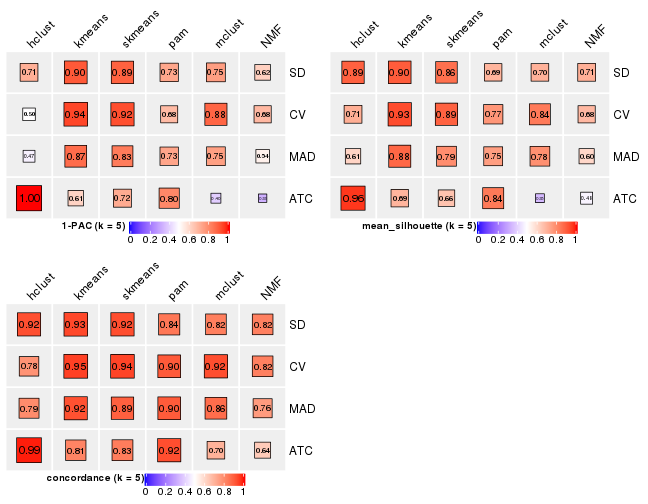 hclust kmeans skmeans pam mclust NMF
0.71 0.90 0.89 0.73 0.75 0.62 SD
0.50 0.94 0.92 0.68 0.88 0.68 CV
0.47 0.87 0.83 0.73 0.75 0.54 MAD
1.00 0.61 0.72 0.80 ATC
1-PAC (k = 5)
0 0.2 0.4 0.6 0.8 1
hclust kmeans skmeans pam mclust NMF
0.89 0.90 0.86 0.69 0.70 0.71 SD
0.71 0.93 0.89 0.77 0.84 0.68 CV
0.61 0.88 0.79 0.75 0.78 0.60 MAD
0.96 0.69 0.66 0.84 ATC
mean_silhouette (k = 5)
0 0.2 0.4 0.6 0.8 1
hclust kmeans skmeans pam mclust NMF
0.92 0.93 0.92 0.84 0.82 0.82 SD
0.78 0.95 0.94 0.90 0.92 0.82 CV
0.79 0.92 0.89 0.90 0.86 0.76 MAD
0.99 0.81 0.83 0.92 0.70 0.64 ATC
concordance (k = 5)
0 0.2 0.4 0.6 0.8 1